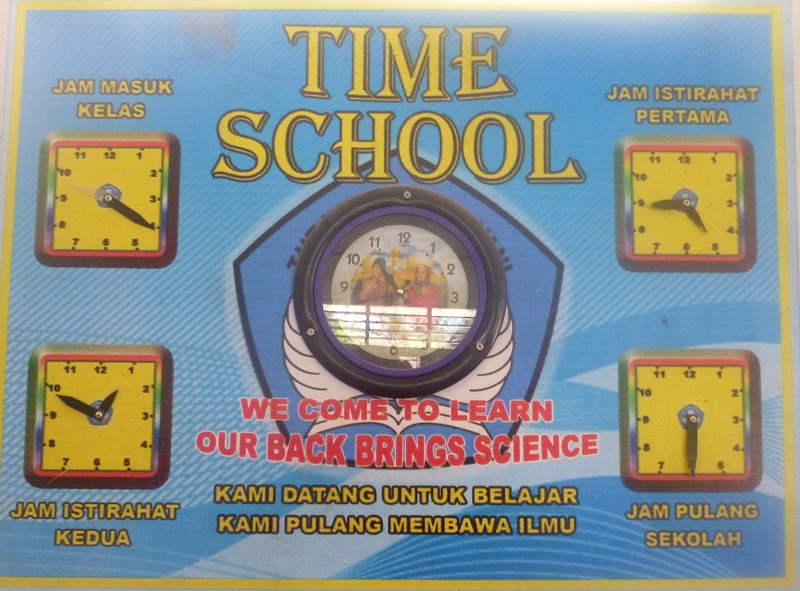 TIME
SCHOOL
JAM MASUK
KELAS
JAM ISTIRAHAT
PERTAMA
WE COME TO LEARN
OUR BACK BRINGS SCIENCE
KAMI DATANG UNTUK BELAJAR
KAMI PULANG MEMBAWA ILMU
JAM ISTIRAHAT
KEDUA
JAM PULANG
SEKOLAH